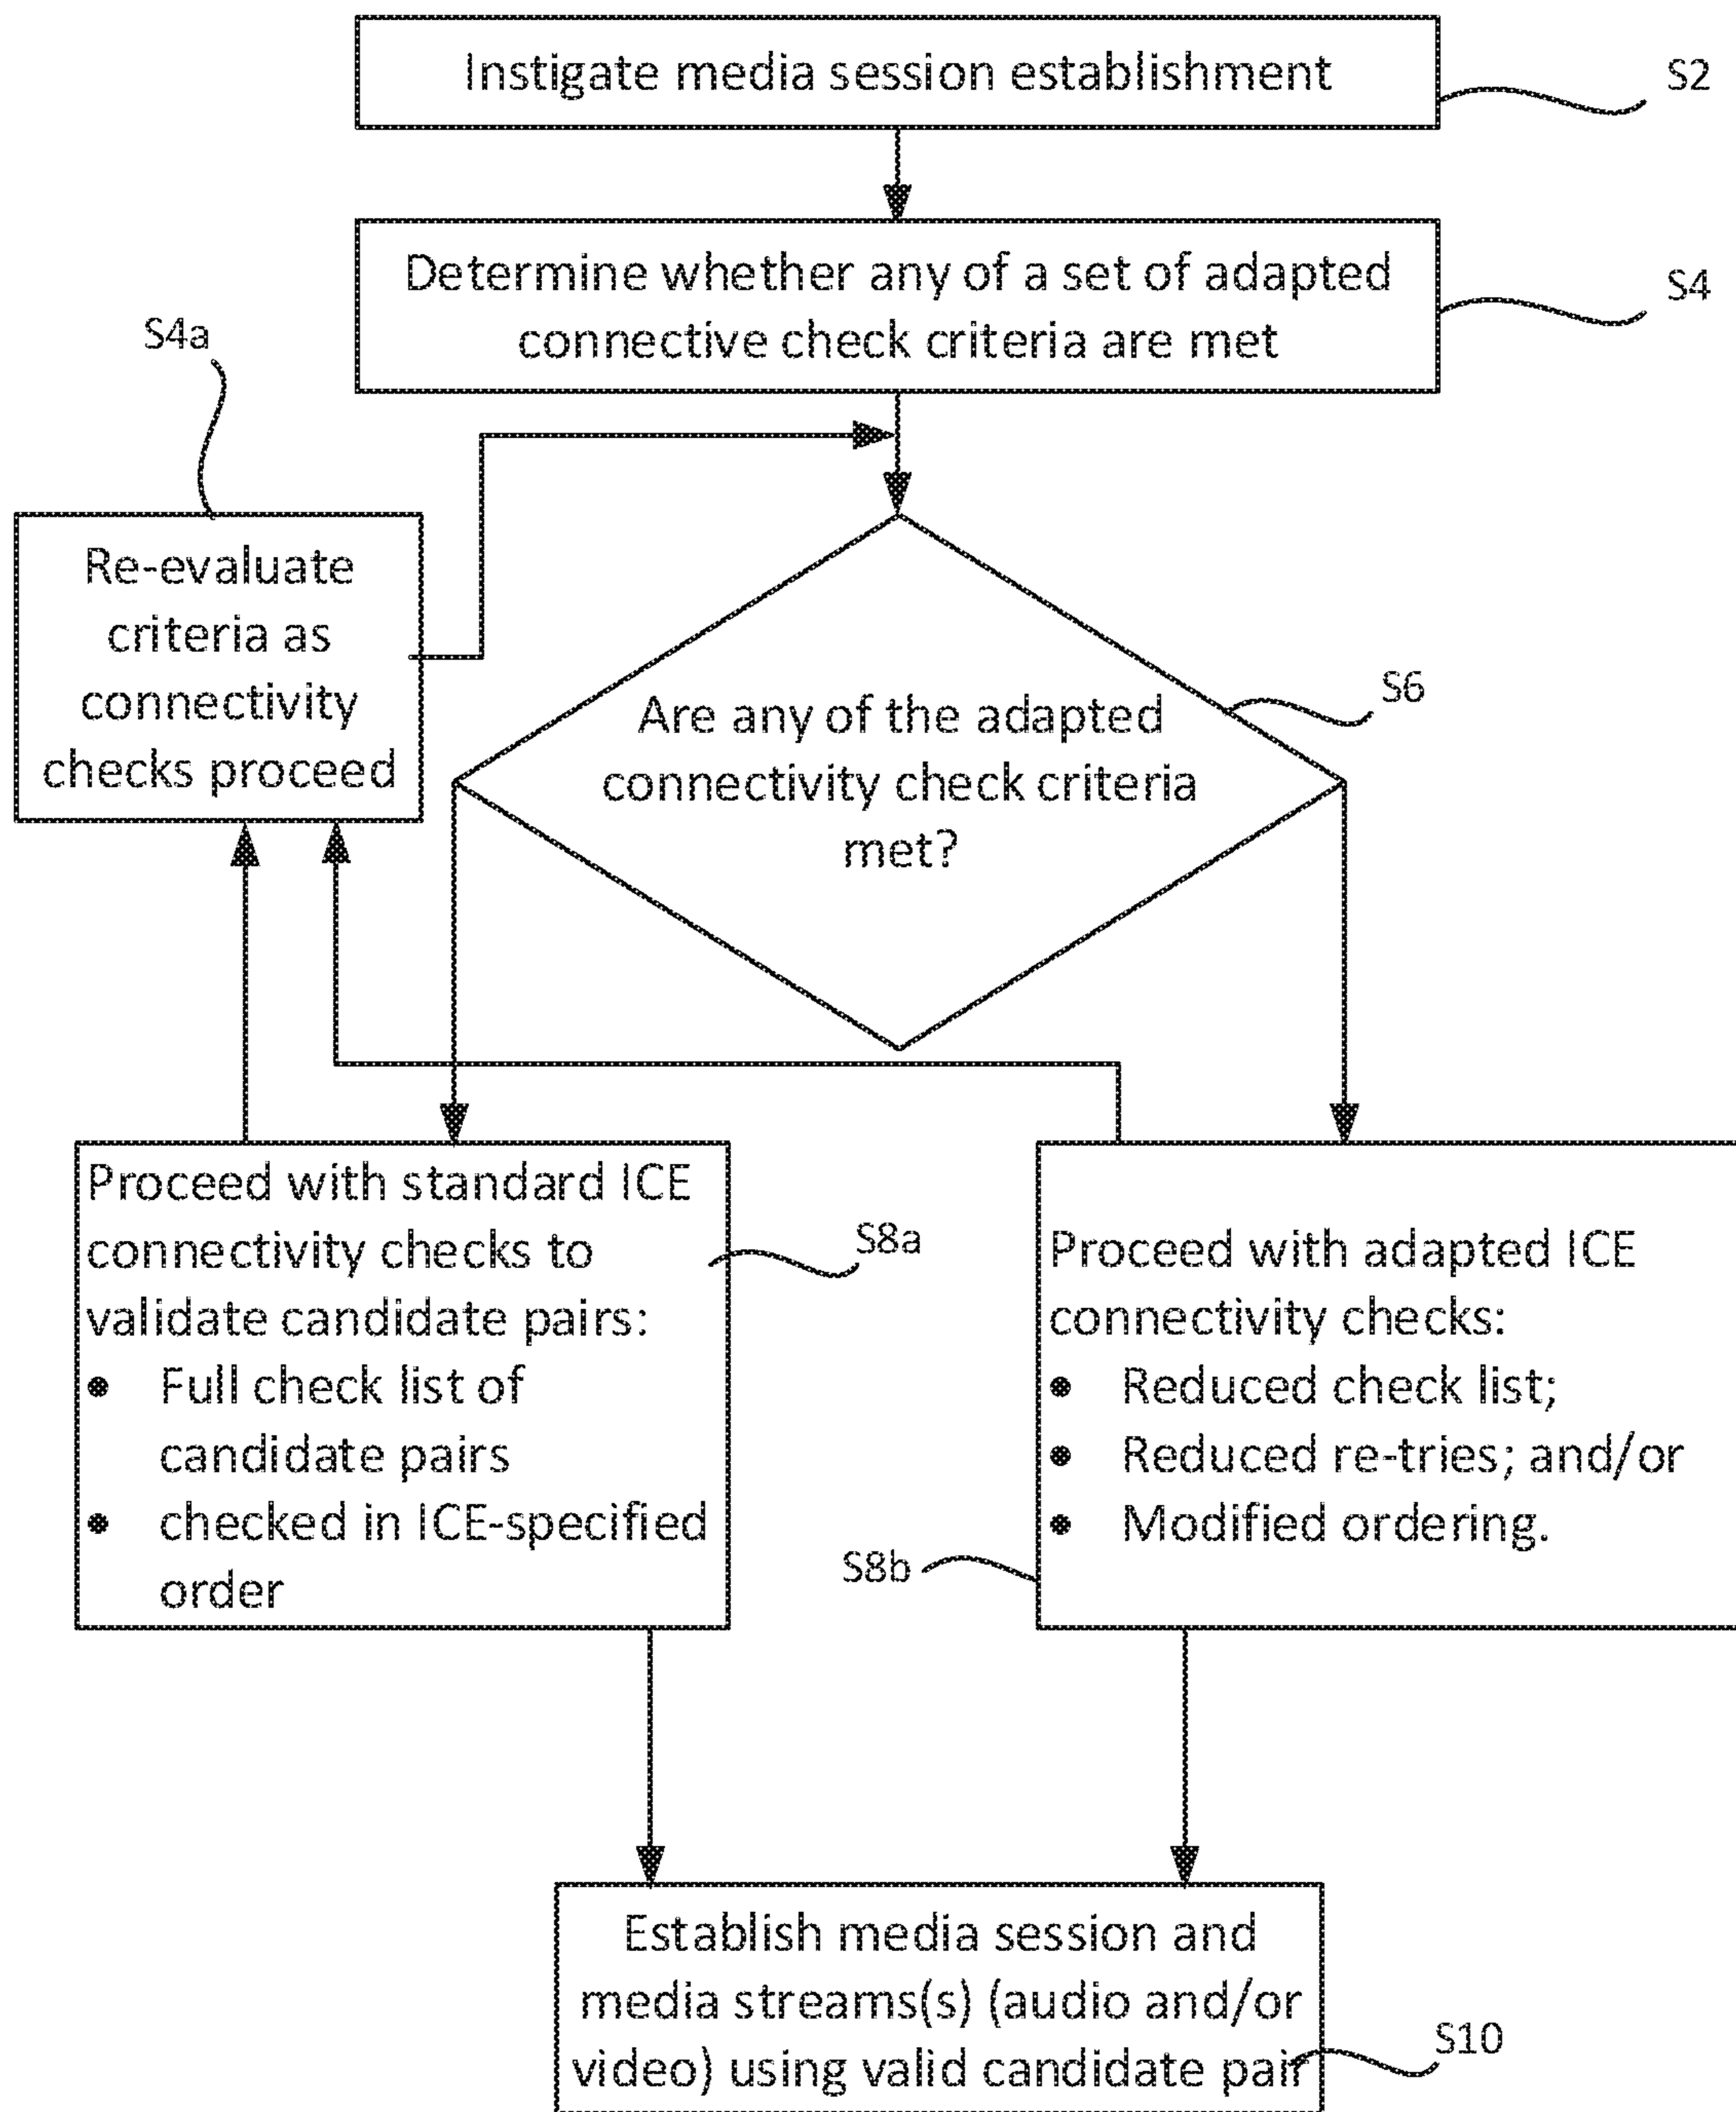 Instigate media session establishment
S2
Determine whether any of a set of adapted
connective check criteria are met
S4
S4a
Re-evaluate
criteria as
connectivity
checks proceed
Are any of the adapted
connectivity check criteria
met?
S6
Proceed with standard ICE
connectivity checks to
validate candidate pairs:
• Full check list of
candidate pairs
• checked in ICE-specified
order
S8a
Proceed with adapted ICE
connectivity checks:
• Reduced check list;
• Reduced re-tries; and/or
• Modified ordering.
S8b
Establish media session and
media streams(s) (audio and/or
video) using valid candidate pair
S10